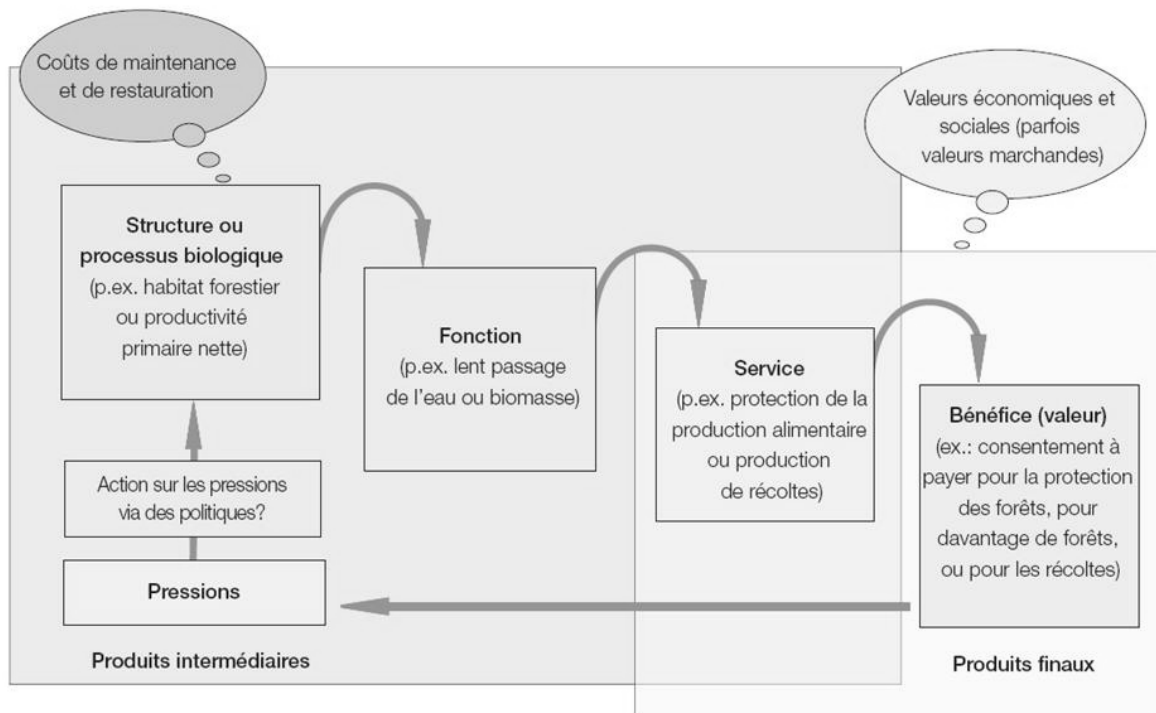 Coûts de maintenance
et de restauration
Valeurs économiques et
sociales (parfois
valeurs marchandes)
Structure ou
processus biologique
(p.ex. habitat forestier
ou productivité
primaire nette)
Fonction
(p.ex. lent passage
de l'eau ou biomasse)
Service
(p.ex. protection de la
production alimentaire
ou production
de récoltes)
Bénéfice (valeur)
(ex.: consentement à
payer pour la protection
des forêts, pour
davantage de forêts,
ou pour les récoltes)
Action sur les pressions
via des politiques?
Pressions
Produits intermédiaires
Produits finaux